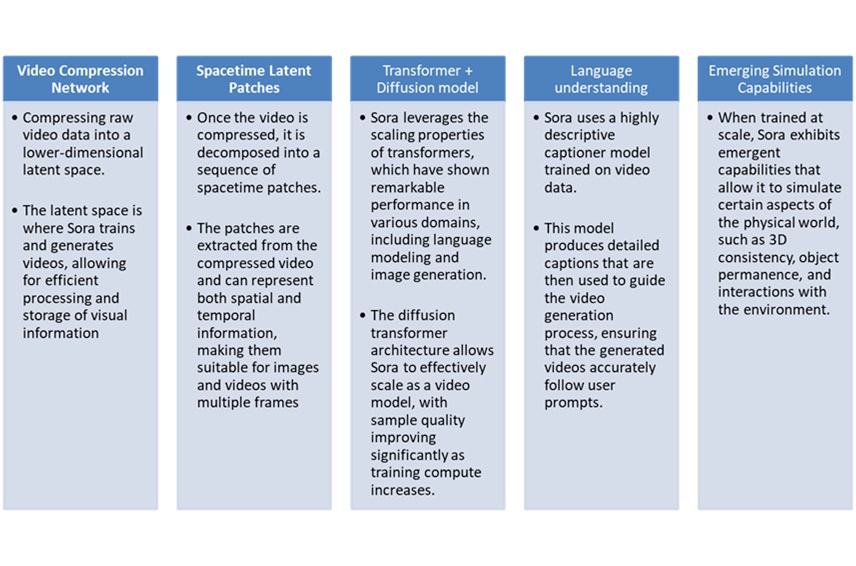 Video Compression
Network
• Compressing raw
video data into a
lower-dimensional
latent space.
• The latent space is
where Sora trains
and generates
videos, allowing
for efficient
processing and
storage of visual
information
Spacetime Latent
Patches
• Once the video is
compressed, it is
decomposed into a
sequence of
spacetime patches.
• The patches are
extracted from the
compressed video
and can represent
both spatial and
temporal
information,
making them
suitable for images
and videos with
multiple frames
Transformer +
Diffusion model
• Sora leverages the
scaling properties
of transformers,
which have shown
remarkable
performance in
various domains,
including language
modeling and
image generation.
• The diffusion
transformer
architecture allows
Sora to effectively
scale as a video
model, with
sample quality
improving
significantly as
training compute
increases.
Language
understanding
• Sora uses a highly
descriptive
captioner model
trained on video
data.
• This model
produces detailed
captions that are
then used to guide
the video
generation
process, ensuring
that the generated
videos accurately
follow user
prompts.
Emerging Simulation
Capabilities
• When trained at
scale, Sora exhibits
emergent
capabilities that
allow it to simulate
certain aspects of
the physical world,
such as 3D
consistency, object
permanence, and
interactions with
the environment.